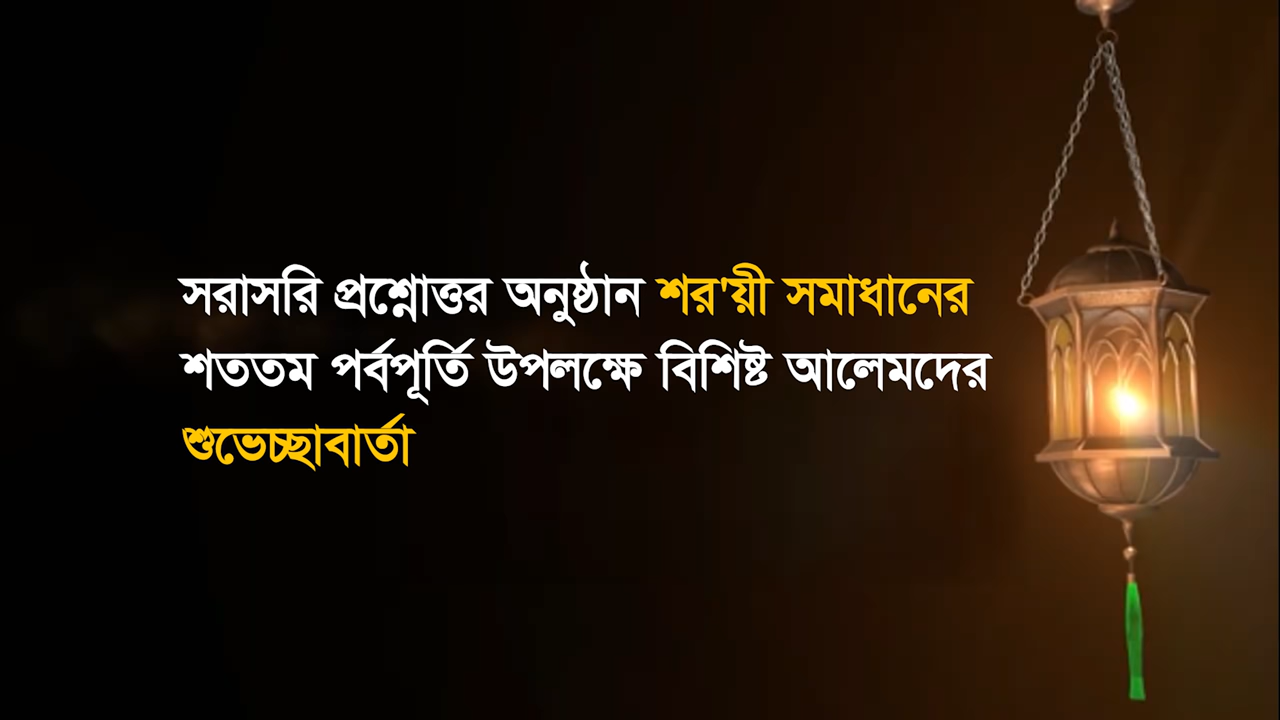 সরাসরি প্রশ্নোত্তর অনুষ্ঠান শর'য়ী সমাধানের
শততম পর্বপূর্তি উপলক্ষে বিশিষ্ট আলেমদের
শুভেচ্ছাবার্তা